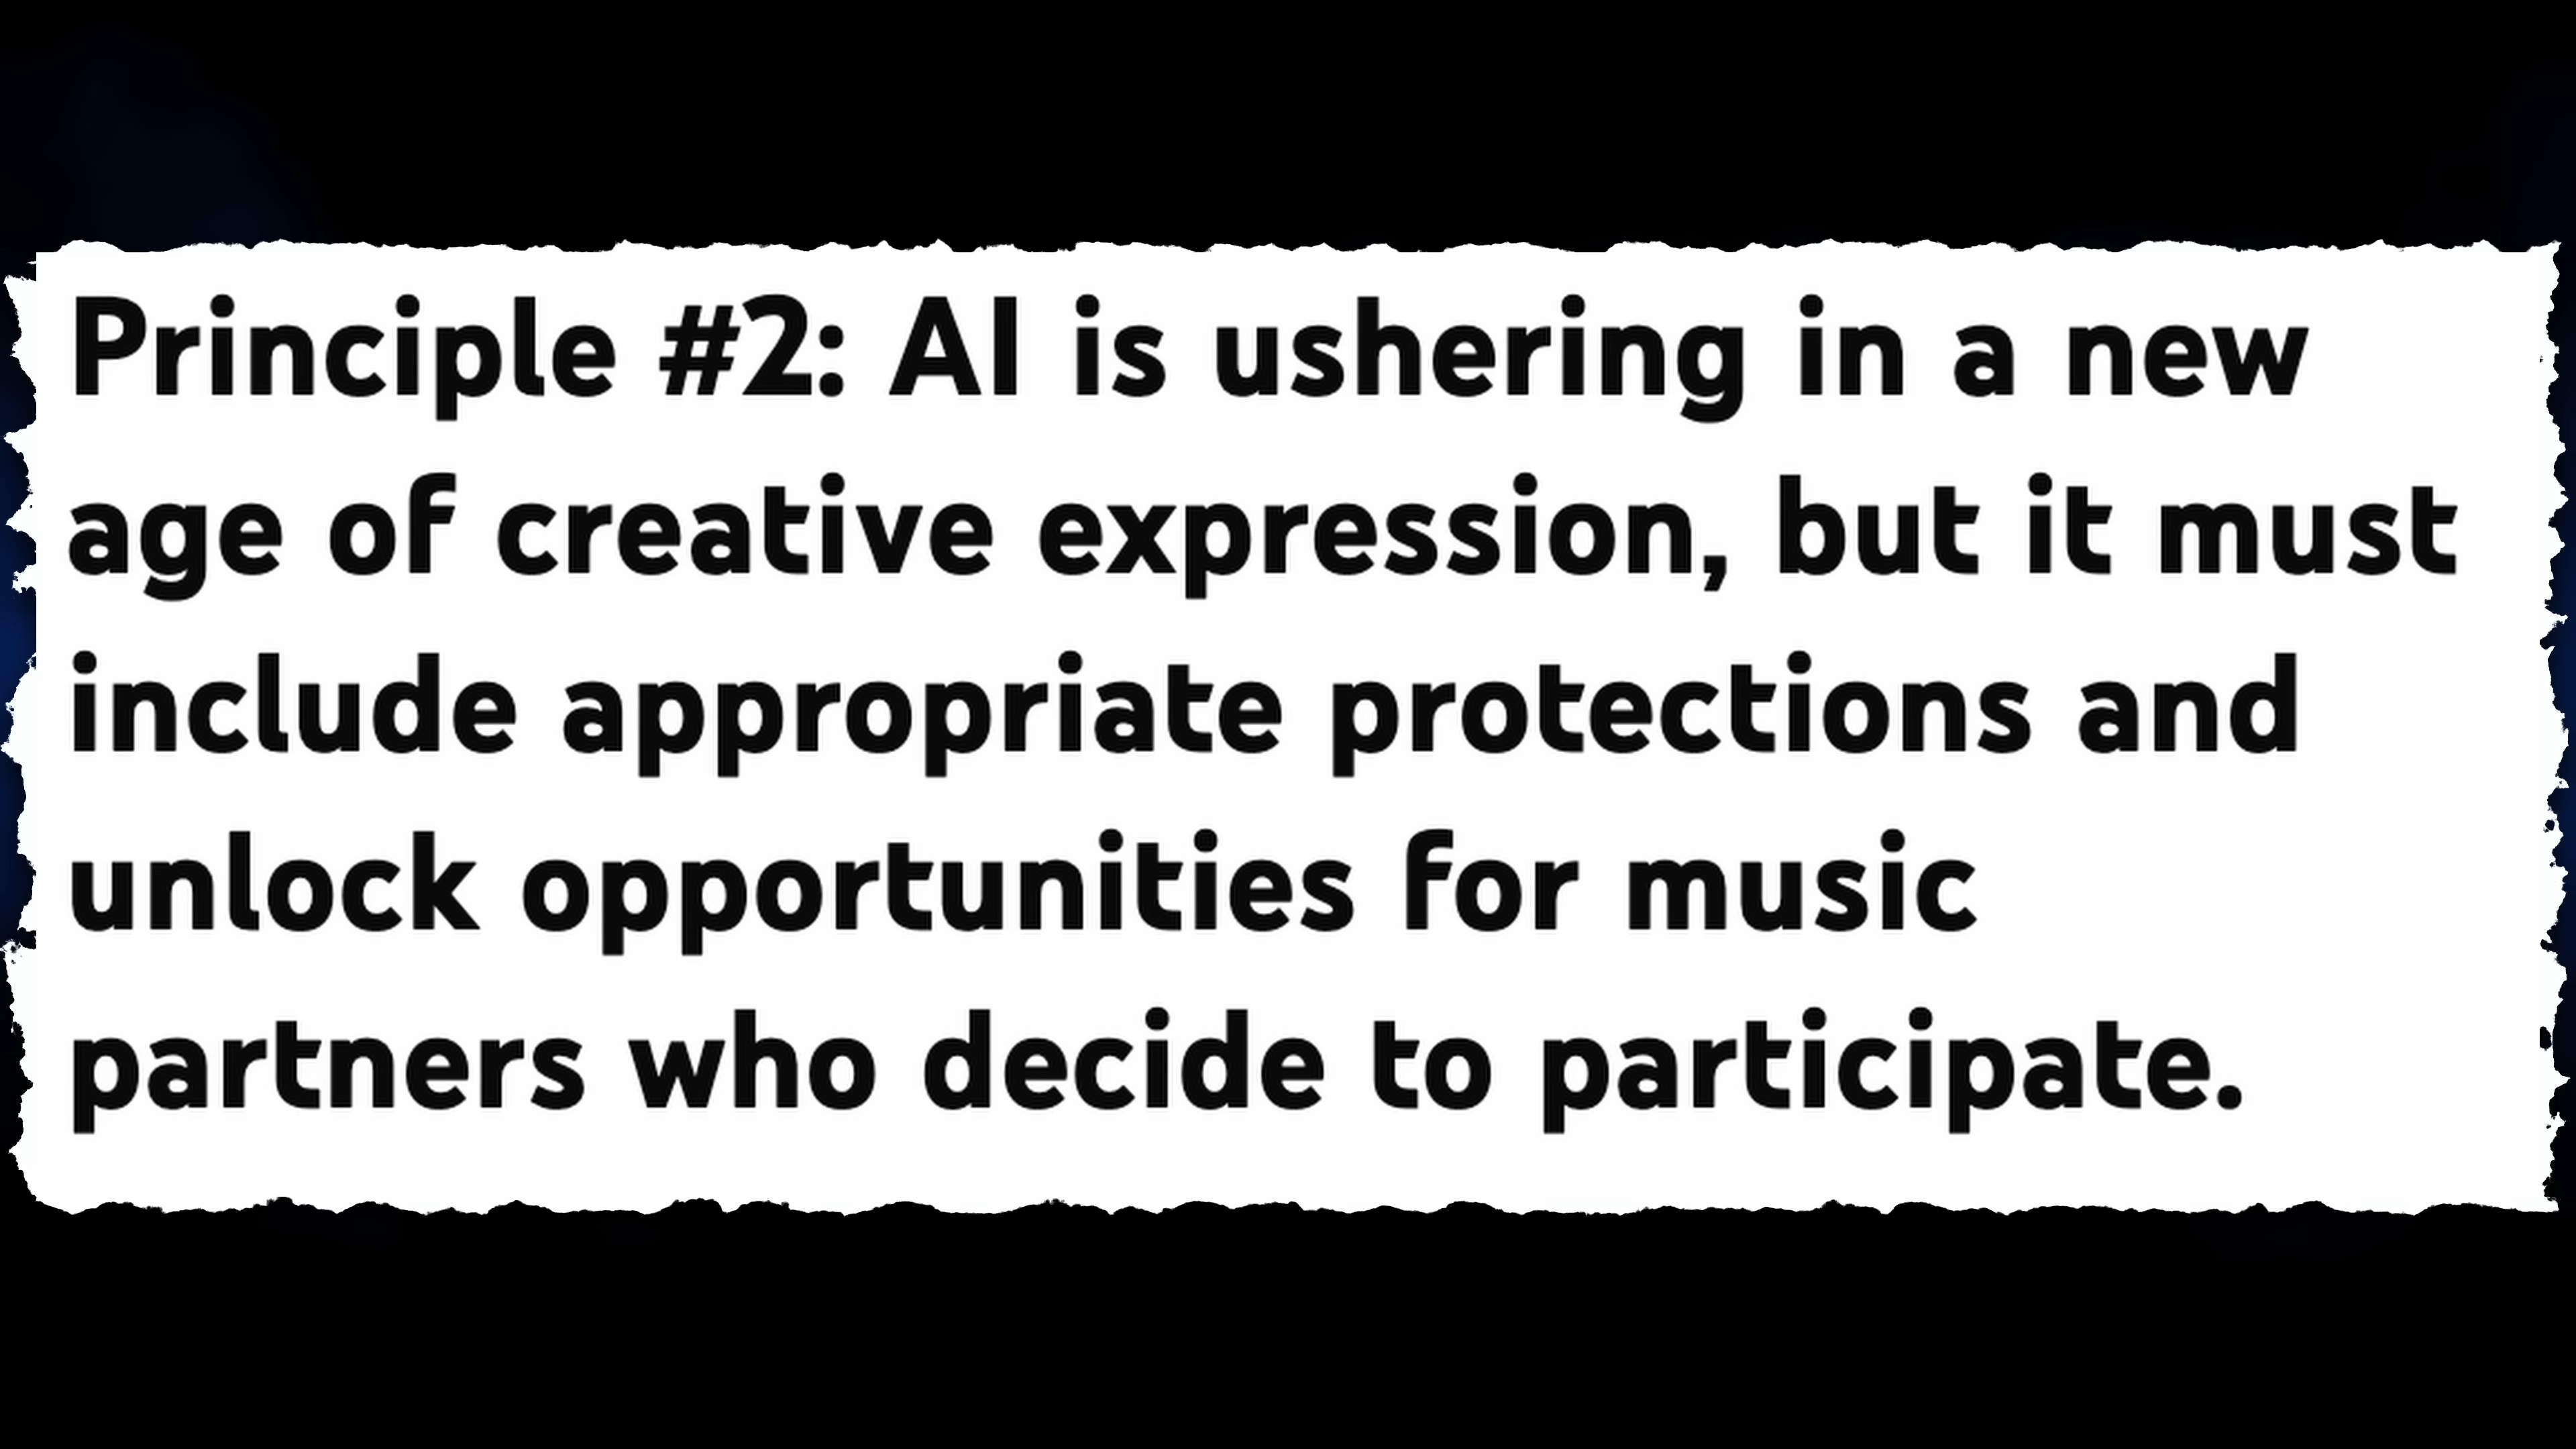 Principle #2: AI is ushering in a new
age of creative expression, but it must
include appropriate protections and
unlock opportunities for music
partners who decide to participate.